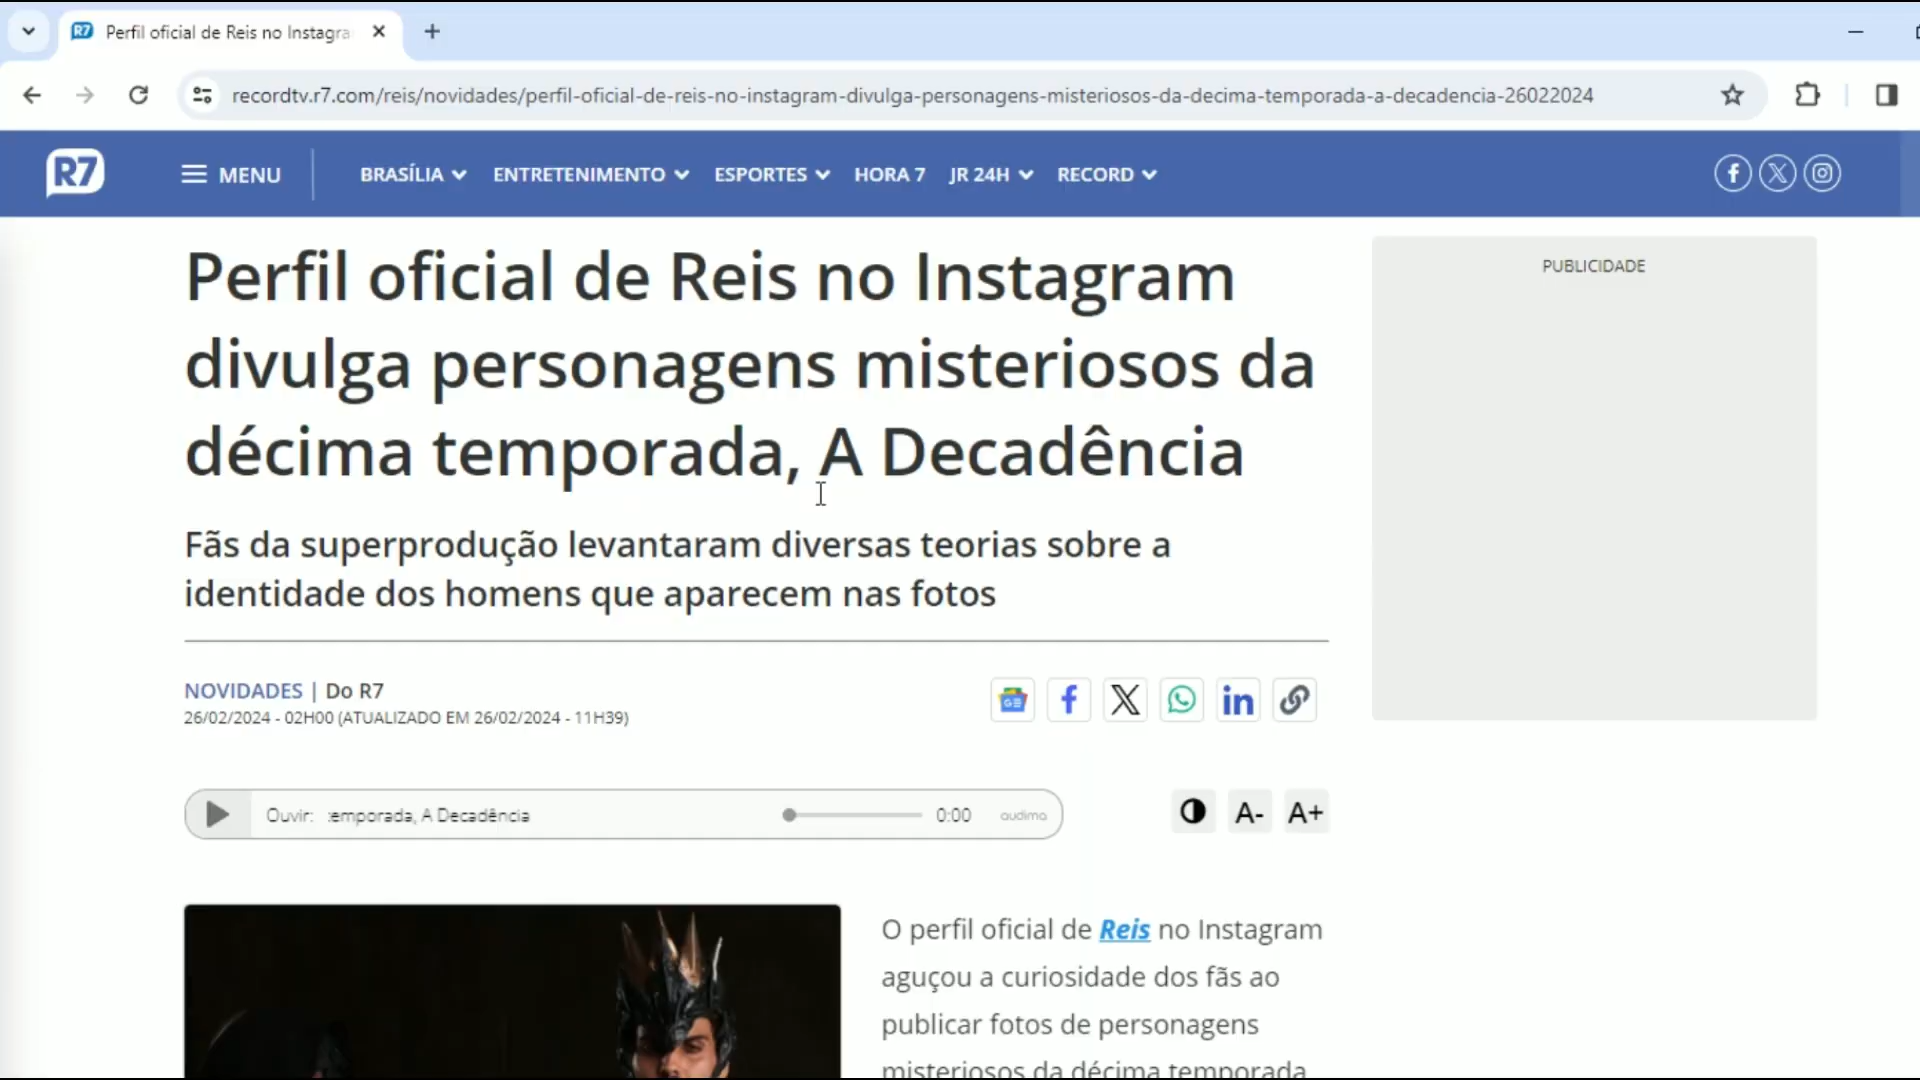 Perfil oficial de Reis no Instagra
recordtv.r7.com/reis/novidades/perfil-oficial-de-reis-no-instagram-divulga-personagens-misteriosos-da-decima-temporada-a-decadencia-26022024
R7 MENU BRASÍLIA ENTRETENIMENTO ESPORTES HORA 7 JR 24H RECORD
Perfil oficial de Reis no Instagram
divulga personagens misteriosos da
décima temporada, A Decadência
PUBLICIDADE
Fãs da superprodução levantaram diversas teorias sobre a
identidade dos homens que aparecem nas fotos
NOVIDADES | Do R7
26/02/2024 - 02H00 (ATUALIZADO EM 26/02/2024 - 11H39)
Ouvir: temporada, A Decadência 0:00 audima
A- A+
O perfil oficial de Reis no Instagram
aguçou a curiosidade dos fãs ao
publicar fotos de personagens
misteriosos da décima temporada